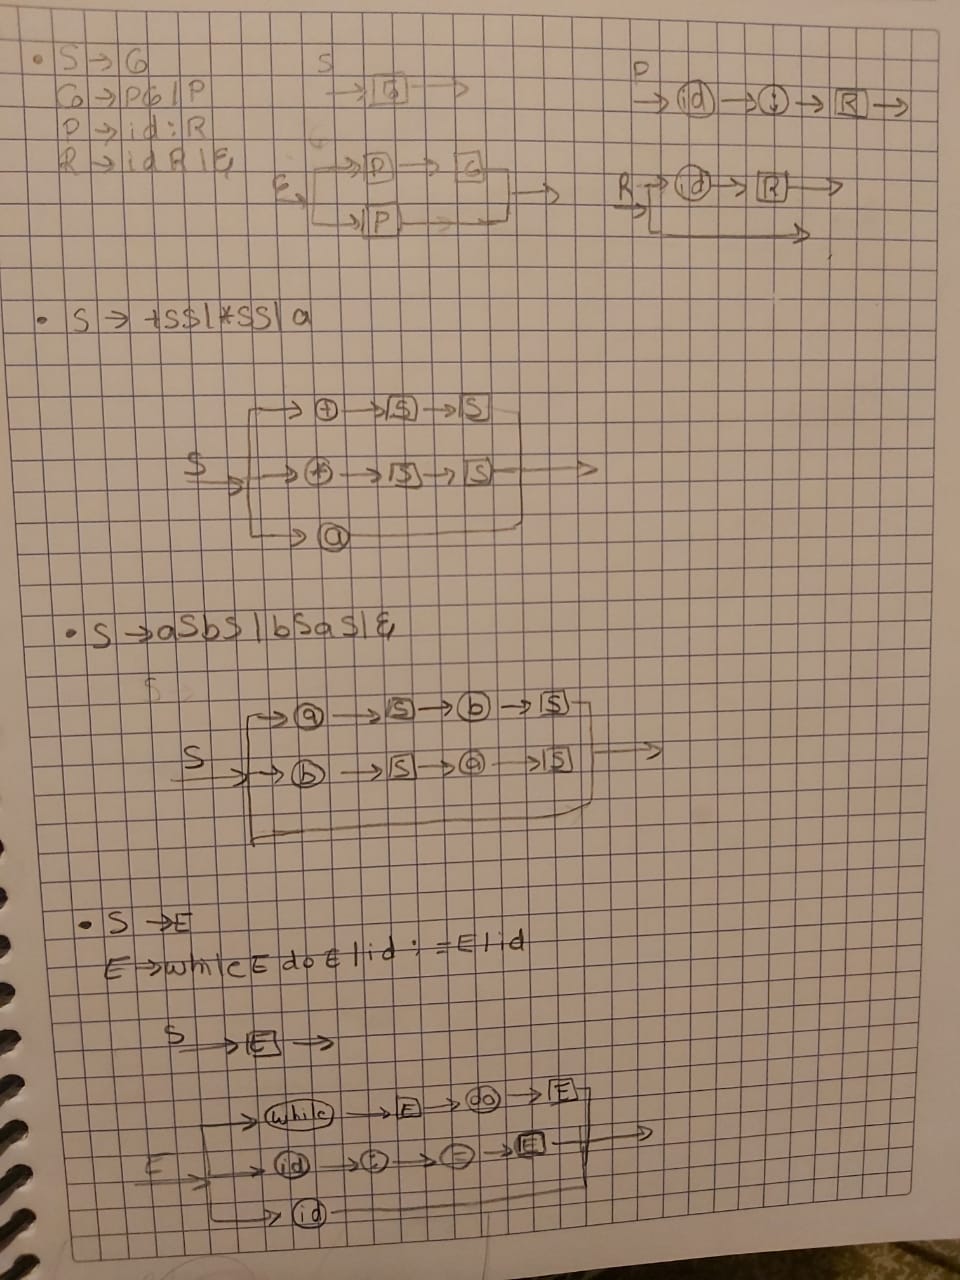 • S → G
G → PG | P
P → id : R
R → id R | ε
S
G
P
id : R
G
P G
P
R
id R
• S → +SS | *SS | a
+ S S
S
* S S
a
• S → aSbS | bSaS | ε
S
a S b S
S
b S a S
• S → E
E → while E do E | id := E | id
S
E
while E do E
E
id : = E
id